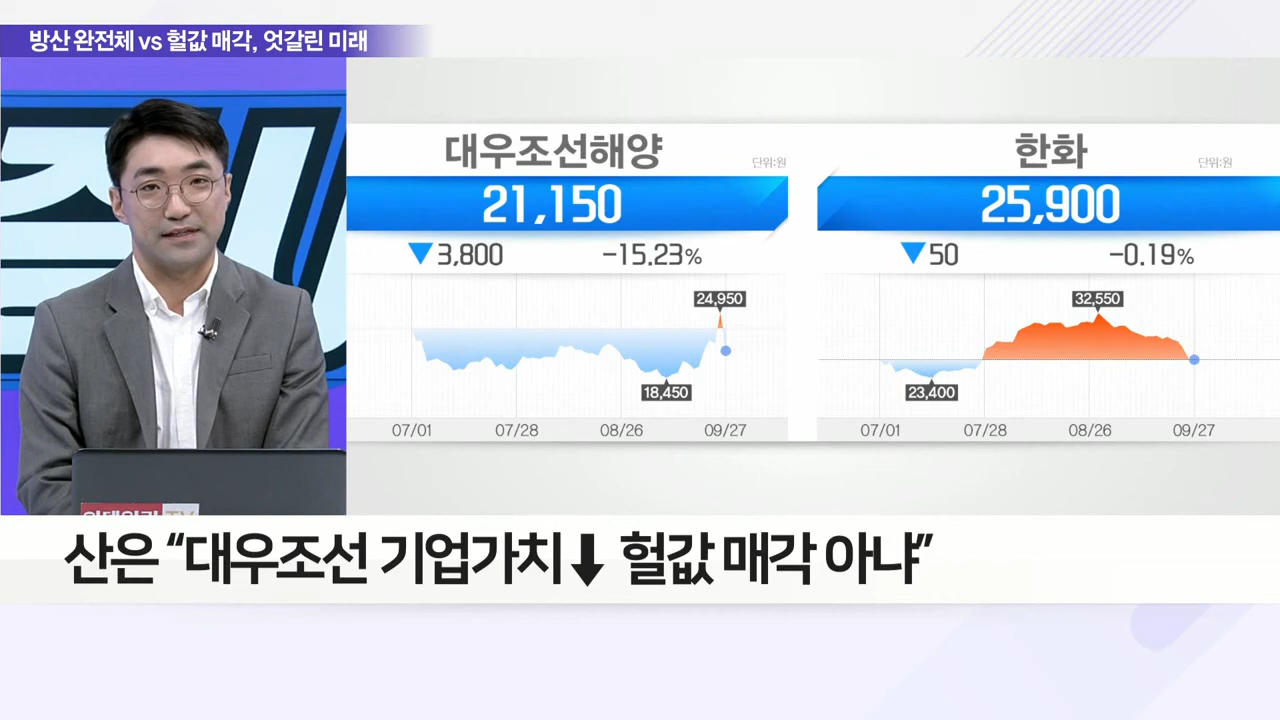 방산 완전체 vs 헐값 매각, 엇갈린 미래
대우조선해양
단위:원
21,150
▼3,800 -15.23%
24,950
18,450
07/01 07/28 08/26 09/27
한화
단위:원
25,900
▼50 -0.19%
32,550
23,400
07/01 07/28 08/26 09/27
TV
산은 “대우조선 기업가치⬇ 헐값 매각 아냐”